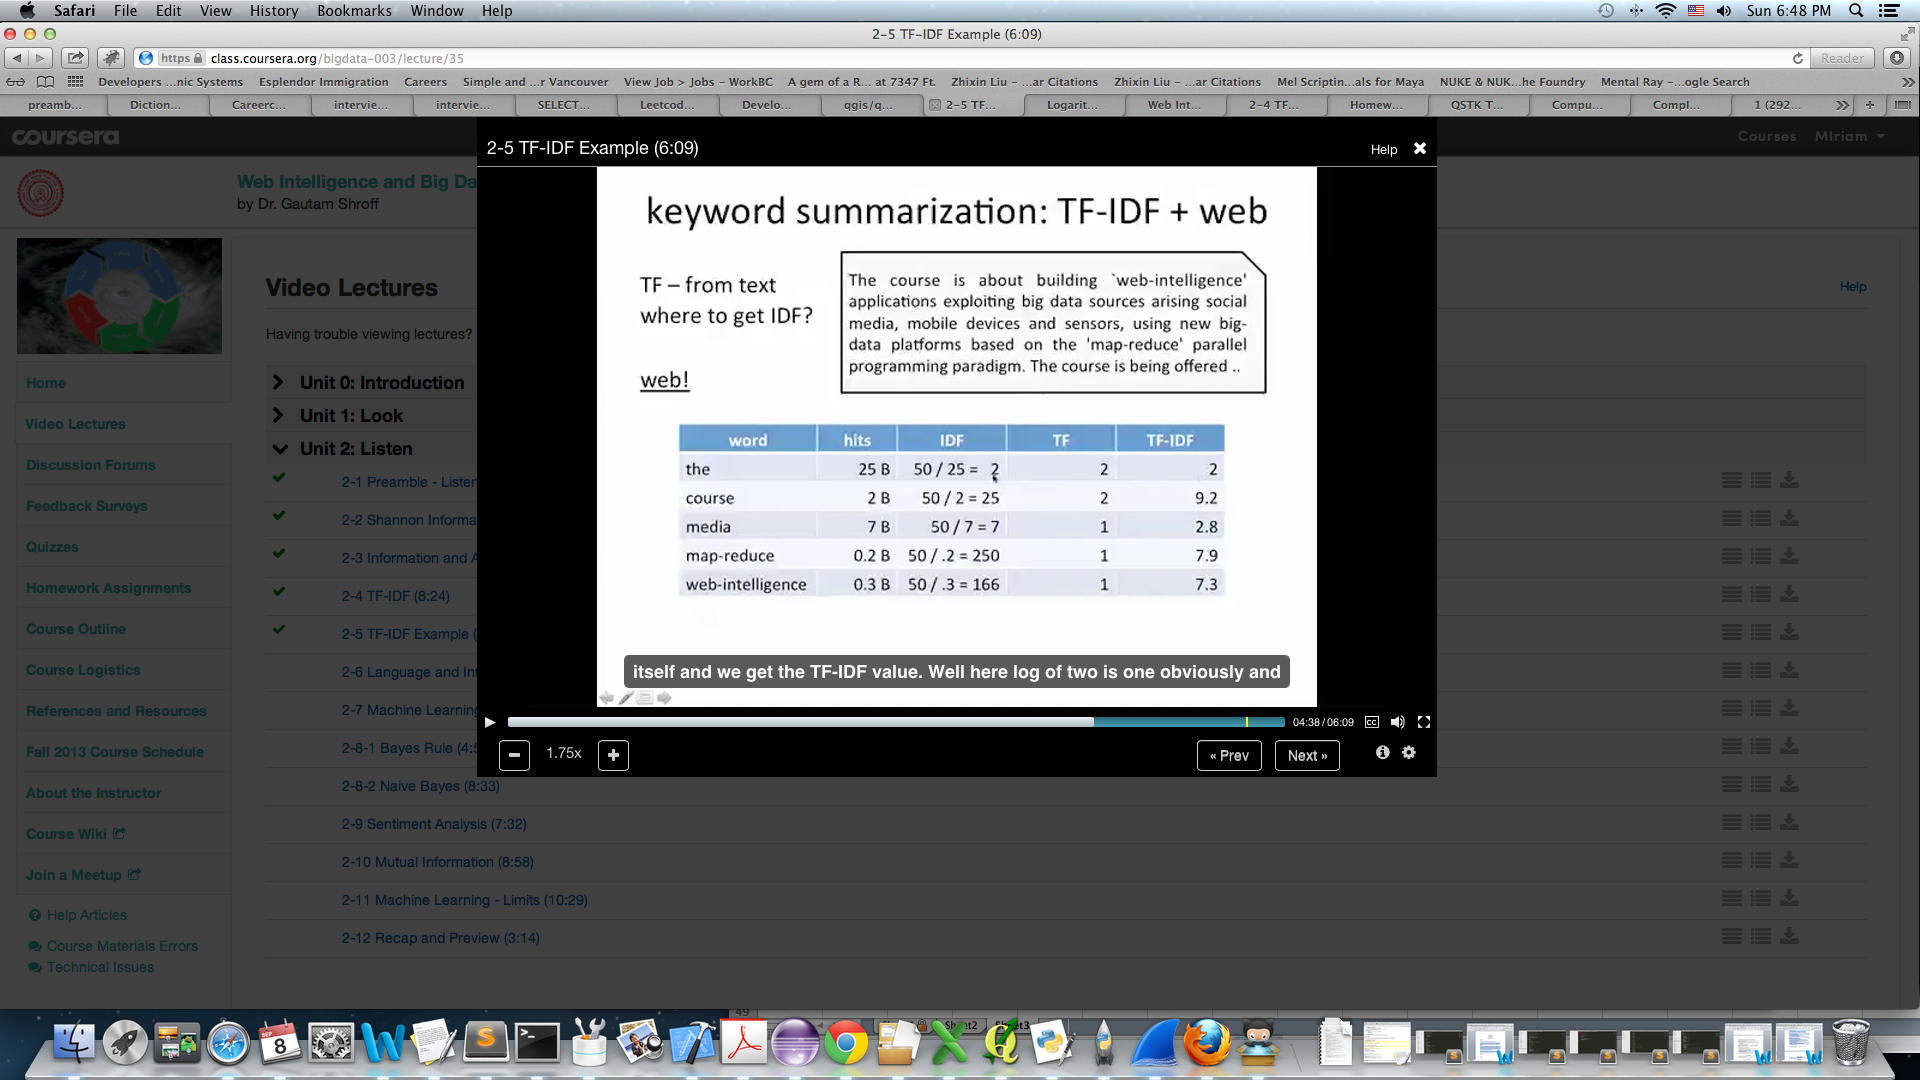 Safari File Edit View History Bookmarks Window Help Sun 6:48 PM
2-5 TF-IDF Example (6:09)
https class.coursera.org/bigdata-003/lecture/35 Reader
Developers ...nic Systems Esplendor Immigration Careers Simple and ...r Vancouver View Job > Jobs - WorkBC A gem of a R... at 7347 Ft. Zhixin Liu - ...ar Citations Zhixin Liu - ...ar Citations Mel Scriptin...als for Maya NUKE & NUK...he Foundry Mental Ray -...ogle Search
preamb... Diction... Careerc... intervie... intervie... SELECT... Leetcod... Develo... qgis/q... 2-5 TF... Logarit... Web Int... 2-4 TF... Homew... QSTK T... Compu... Compl... 1 (292...
coursera Courses MIriam
2-5 TF-IDF Example (6:09) Help
Web Intelligence and Big Da
by Dr. Gautam Shroff
Home
Video Lectures
Discussion Forums
Feedback Surveys
Quizzes
Homework Assignments
Course Outline
Course Logistics
References and Resources
Fall 2013 Course Schedule
About the Instructor
Course Wiki
Join a Meetup
Help Articles
Course Materials Errors
Technical Issues
Video Lectures
Help
Having trouble viewing lectures?
Unit 0: Introduction
Unit 1: Look
Unit 2: Listen
2-1 Preamble - Listen
2-2 Shannon Informa
2-3 Information and A
2-4 TF-IDF (8:24)
2-5 TF-IDF Example (
2-6 Language and Inf
2-7 Machine Learning
2-8-1 Bayes Rule (4:5
2-8-2 Naive Bayes (8:33)
2-9 Sentiment Analysis (7:32)
2-10 Mutual Information (8:58)
2-11 Machine Learning - Limits (10:29)
2-12 Recap and Preview (3:14)
keyword summarization: TF-IDF + web
TF – from text
where to get IDF?
web!
The course is about building `web-intelligence'
applications exploiting big data sources arising social
media, mobile devices and sensors, using new big-
data platforms based on the 'map-reduce' parallel
programming paradigm. The course is being offered ..
word hits IDF TF TF-IDF
the 25 B 50 / 25 = 2 2 2
course 2 B 50 / 2 = 25 2 9.2
media 7 B 50 / 7 = 7 1 2.8
map-reduce 0.2 B 50 / .2 = 250 1 7.9
web-intelligence 0.3 B 50 / .3 = 166 1 7.3
itself and we get the TF-IDF value. Well here log of two is one obviously and
04:38/06:09 CC
1.75x « Prev Next »
49 Sheet2 Sheet3
SEP
8